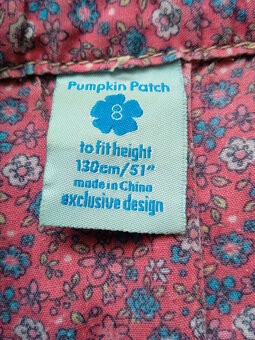 Pumpkin Patch
8
to fit height
130cm/51"
made in China
exclusive design